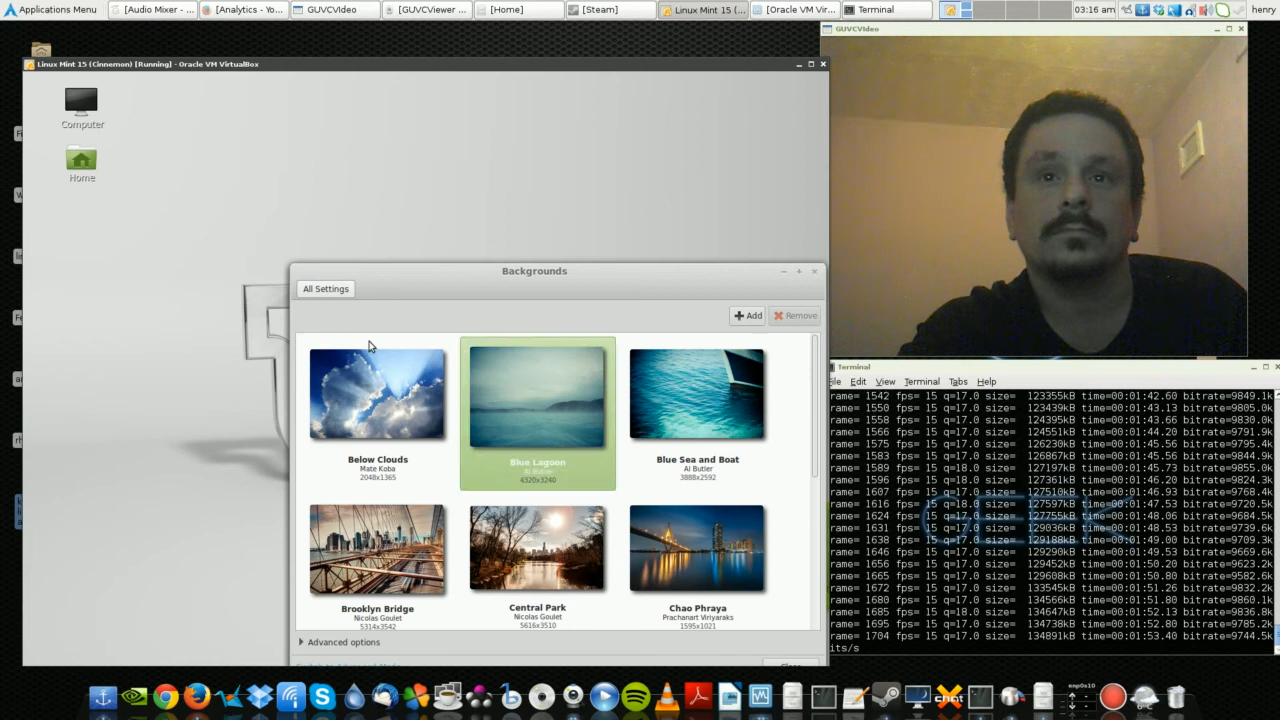 Applications Menu
[Audio Mixer - ...
[Analytics - Yo...
GUVCVIdeo
[GUVCViewer ...
[Home]
[Steam]
Linux Mint 15 (...
[Oracle VM Vir...
Terminal
03:16 am
henry
Linux Mint 15 (Cinnemon) [Running] - Oracle VM VirtualBox
Computer
Home
Backgrounds
All Settings
Add
Remove
Below Clouds
Mate Koba
2048x1365
Blue Lagoon
Al Butler
4320x3240
Blue Sea and Boat
Al Butler
3888x2592
Brooklyn Bridge
Nicolas Goulet
5314x3542
Central Park
Nicolas Goulet
5616x3510
Chao Phraya
Prachanart Viriyaraks
1595x1021
Advanced options
GUVCVIdeo
Terminal
File Edit View Terminal Tabs Help
rame= 1542 fps= 15 q=17.0 size= 123355kB time=00:01:42.60 bitrate=9849.1k
rame= 1550 fps= 15 q=17.0 size= 123439kB time=00:01:43.13 bitrate=9805.0k
rame= 1558 fps= 15 q=17.0 size= 124395kB time=00:01:43.66 bitrate=9830.0k
rame= 1566 fps= 15 q=17.0 size= 124551kB time=00:01:44.20 bitrate=9791.9k
rame= 1575 fps= 15 q=17.0 size= 126230kB time=00:01:45.56 bitrate=9795.4k
rame= 1583 fps= 15 q=17.0 size= 126867kB time=00:01:45.56 bitrate=9844.9k
rame= 1589 fps= 15 q=18.0 size= 127197kB time=00:01:45.73 bitrate=9855.0k
rame= 1596 fps= 15 q=18.0 size= 127361kB time=00:01:46.20 bitrate=9824.3k
rame= 1607 fps= 15 q=17.0 size= 127510kB time=00:01:46.93 bitrate=9768.4k
rame= 1616 fps= 15 q=18.0 size= 127597kB time=00:01:47.53 bitrate=9720.5k
rame= 1624 fps= 15 q=17.0 size= 127755kB time=00:01:48.06 bitrate=9684.5k
rame= 1631 fps= 15 q=17.0 size= 129036kB time=00:01:48.53 bitrate=9739.6k
rame= 1638 fps= 15 q=17.0 size= 129188kB time=00:01:49.00 bitrate=9709.3k
rame= 1646 fps= 15 q=17.0 size= 129290kB time=00:01:49.53 bitrate=9669.6k
rame= 1656 fps= 15 q=17.0 size= 129452kB time=00:01:50.20 bitrate=9623.2k
rame= 1665 fps= 15 q=17.0 size= 129608kB time=00:01:50.80 bitrate=9582.6k
rame= 1672 fps= 15 q=17.0 size= 133545kB time=00:01:51.26 bitrate=9832.2k
rame= 1680 fps= 15 q=17.0 size= 134566kB time=00:01:51.80 bitrate=9860.1k
rame= 1685 fps= 15 q=18.0 size= 134647kB time=00:01:52.13 bitrate=9836.8k
rame= 1695 fps= 15 q=17.0 size= 134738kB time=00:01:52.80 bitrate=9785.2k
rame= 1704 fps= 15 q=17.0 size= 134891kB time=00:01:53.40 bitrate=9744.5k
its/s
GEEK
enp0s10
chat